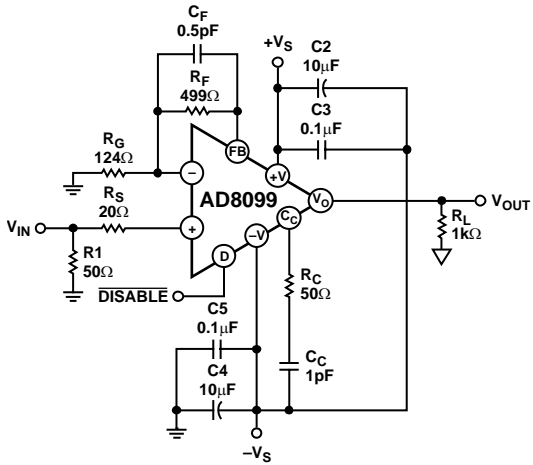 C_F
0.5pF
R_F
499Ω
+V_S
C2
10μF
C3
0.1μF
R_G
124Ω
FB
+V
–
AD8099
V_O
V_OUT
R_S
20Ω
V_IN
+
C_C
R_L
1kΩ
–V
D
R1
50Ω
R_C
50Ω
DISABLE
C5
0.1μF
C_C
1pF
C4
10μF
–V_S